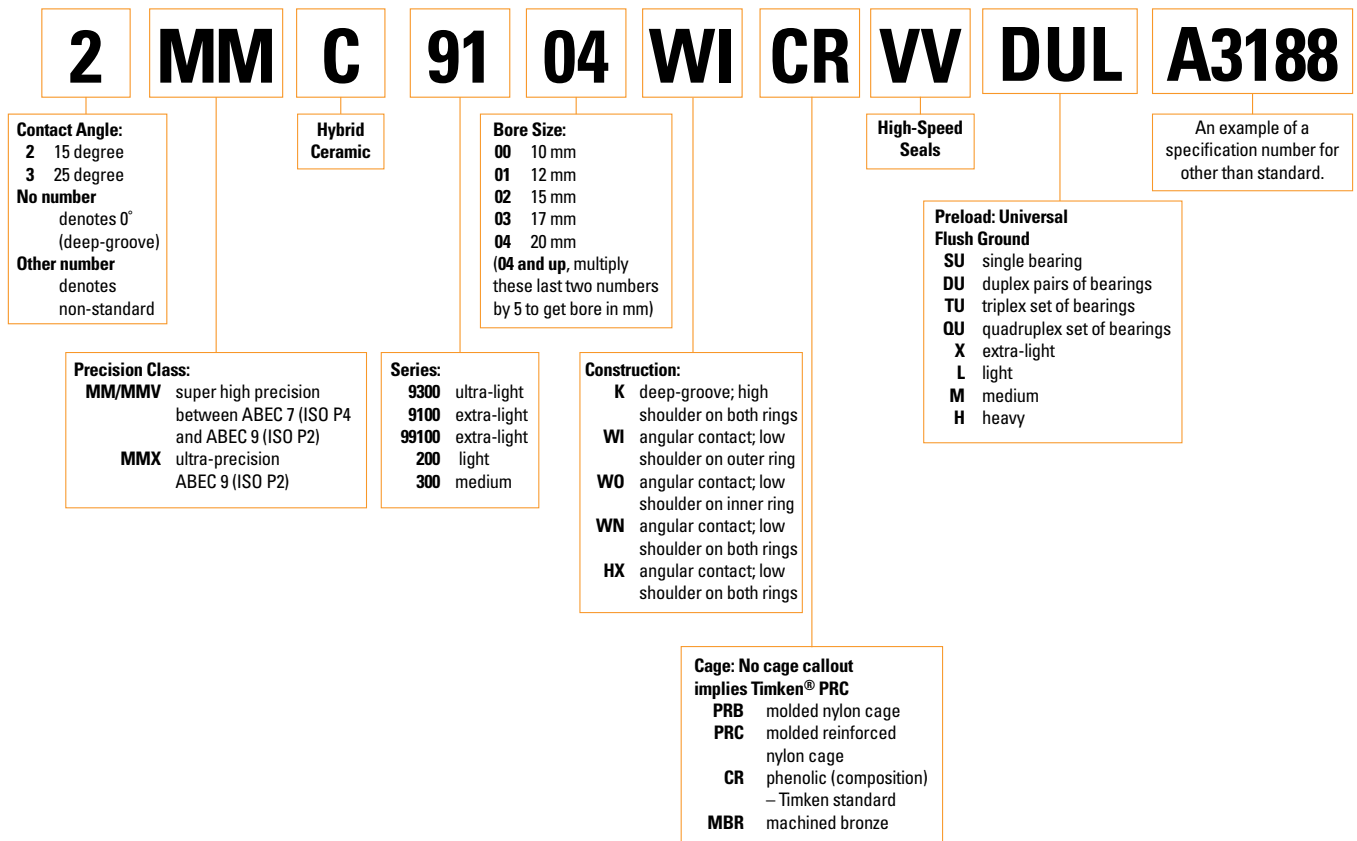 2 MM C 91 04 WI CR VV DUL A3188
Contact Angle:
2 15 degree
3 25 degree
No number
denotes 0°
(deep-groove)
Other number
denotes
non-standard
Hybrid
Ceramic
Bore Size:
00 10 mm
01 12 mm
02 15 mm
03 17 mm
04 20 mm
(04 and up, multiply
these last two numbers
by 5 to get bore in mm)
High-Speed
Seals
An example of a
specification number for
other than standard.
Preload: Universal
Flush Ground
SU single bearing
DU duplex pairs of bearings
TU triplex set of bearings
QU quadruplex set of bearings
X extra-light
L light
M medium
H heavy
Precision Class:
MM/MMV super high precision
between ABEC 7 (ISO P4
and ABEC 9 (ISO P2)
MMX ultra-precision
ABEC 9 (ISO P2)
Series:
9300 ultra-light
9100 extra-light
99100 extra-light
200 light
300 medium
Construction:
K deep-groove; high
shoulder on both rings
WI angular contact; low
shoulder on outer ring
WO angular contact; low
shoulder on inner ring
WN angular contact; low
shoulder on both rings
HX angular contact; low
shoulder on both rings
Cage: No cage callout
implies Timken® PRC
PRB molded nylon cage
PRC molded reinforced
nylon cage
CR phenolic (composition)
– Timken standard
MBR machined bronze